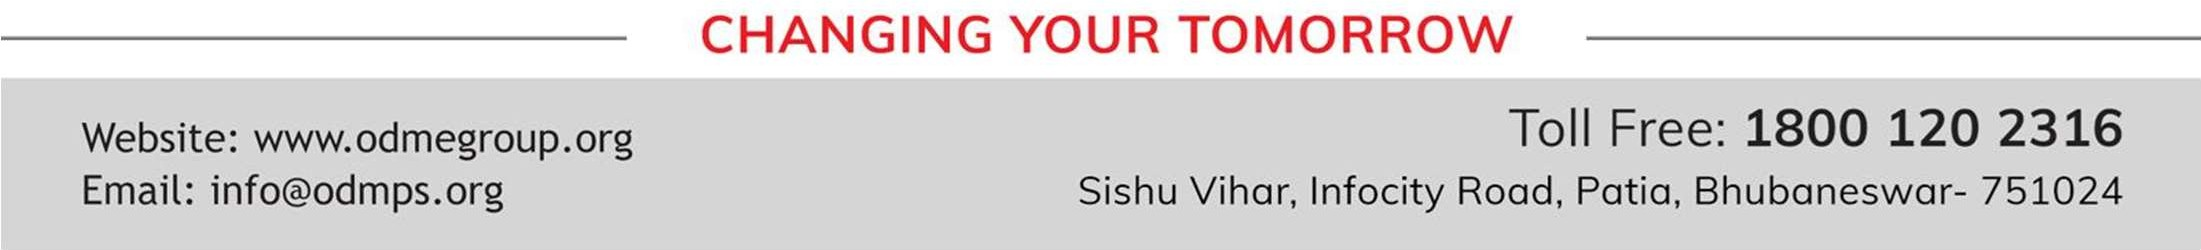 CHANGING YOUR TOMORROW
Website: www.odmegroup.org
Email: info@odmps.org
Toll Free: 1800 120 2316
Sishu Vihar, Infocity Road, Patia, Bhubaneswar- 751024